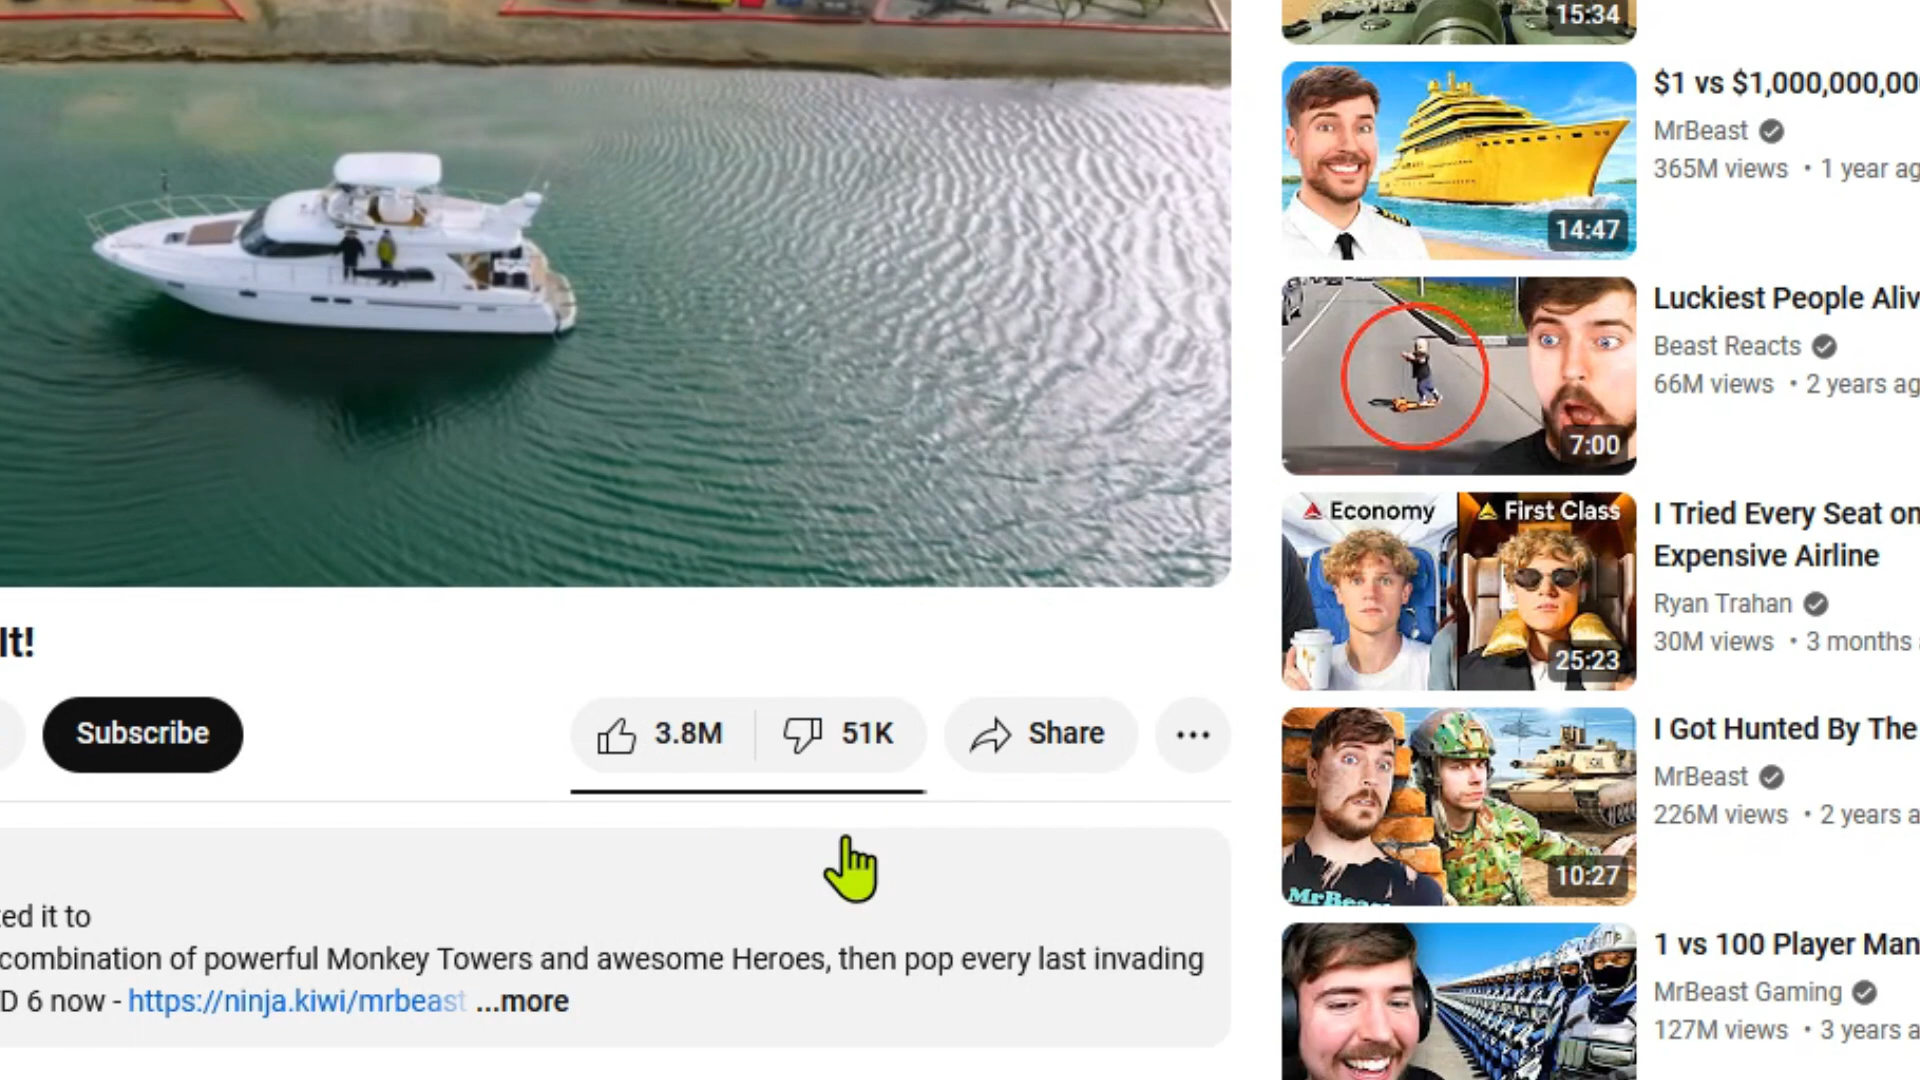 It!
Subscribe
3.8M
51K
Share
ed it to
combination of powerful Monkey Towers and awesome Heroes, then pop every last invading
D 6 now - https://ninja.kiwi/mrbeast ...more
15:34
14:47
$1 vs $1,000,000,00
MrBeast
365M views • 1 year ag
7:00
Luckiest People Aliv
Beast Reacts
66M views • 2 years ag
Economy
First Class
25:23
I Tried Every Seat on
Expensive Airline
Ryan Trahan
30M views • 3 months
MrBeas
10:27
I Got Hunted By The
MrBeast
226M views • 2 years a
1 vs 100 Player Man
MrBeast Gaming
127M views • 3 years a